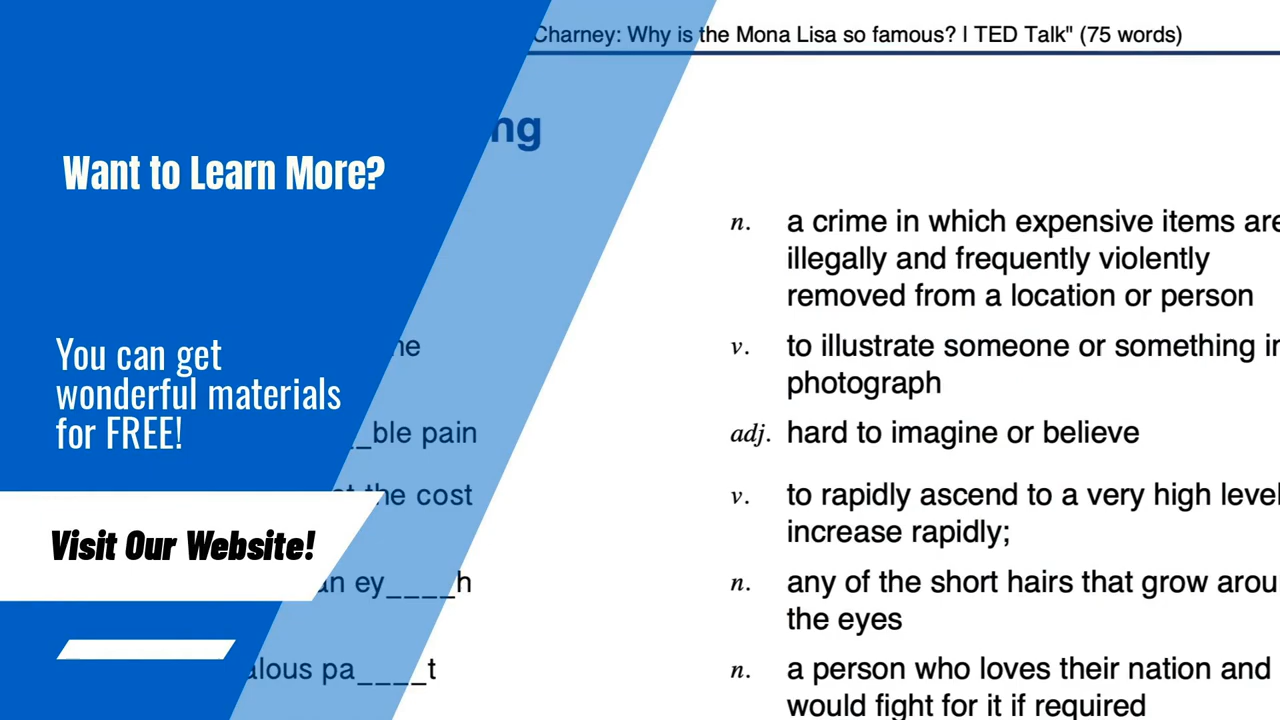 Charney: Why is the Mona Lisa so famous? | TED Talk" (75 words)
ng
Want to Learn More?
You can get
wonderful materials
for FREE!
Visit Our Website!
ne
_ble pain
the cost
an ey____h
alous pa____t
n. a crime in which expensive items are
illegally and frequently violently
removed from a location or person
v. to illustrate someone or something in
photograph
adj. hard to imagine or believe
v. to rapidly ascend to a very high level
increase rapidly;
n. any of the short hairs that grow arou
the eyes
n. a person who loves their nation and
would fight for it if required